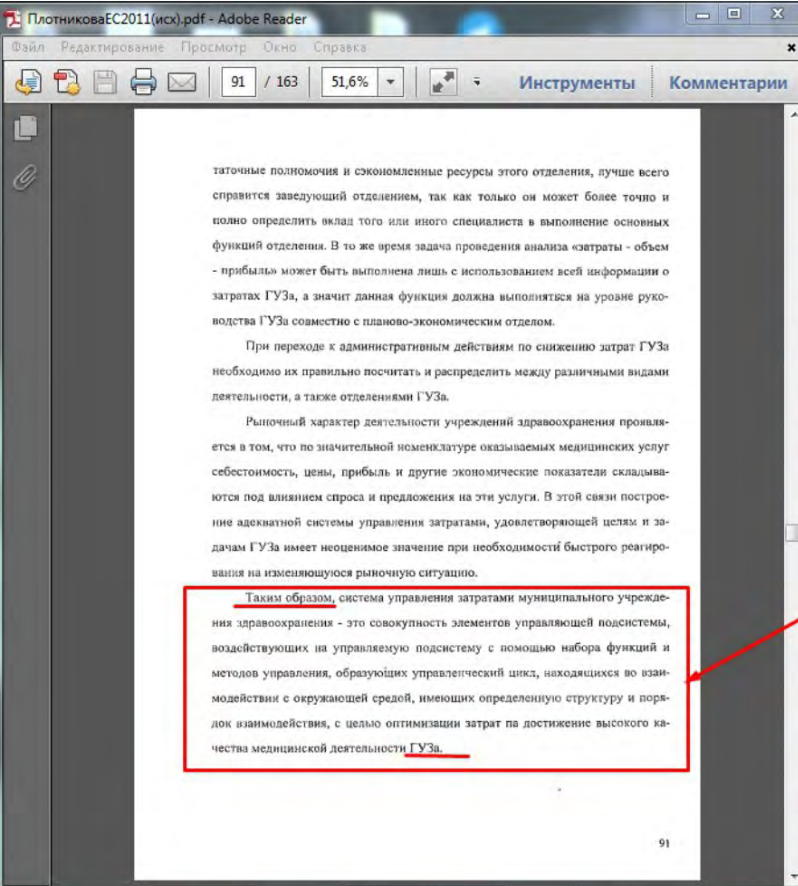 ПлотниковаЕС2011(исх).pdf - Adobe Reader
Файл Редактирование Просмотр Окно Справка
91 / 163 51,6% Инструменты Комментарии
таточные полномочия и сэкономленные ресурсы этого отделения, лучше всего
справится заведующий отделением, так как только он может более точно и
полно определить вклад того или иного специалиста в выполнение основных
функций отделения. В то же время задача проведения анализа «затраты - объем
- прибыль» может быть выполнена лишь с использованием всей информации о
затратах ГУЗа, а значит данная функция должна выполняться на уровне руко-
водства ГУЗа совместно с планово-экономическим отделом.
При переходе к административным действиям по снижению затрат ГУЗа
необходимо их правильно посчитать и распределить между различными видами
деятельности, а также отделениями ГУЗа.
Рыночный характер деятельности учреждений здравоохранения проявля-
ется в том, что по значительной номенклатуре оказываемых медицинских услуг
себестоимость, цены, прибыль и другие экономические показатели складыва-
ются под влиянием спроса и предложения на эти услуги. В этой связи построе-
ние адекватной системы управления затратами, удовлетворяющей целям и за-
дачам ГУЗа имеет неоценимое значение при необходимости быстрого реагиро-
вания на изменяющуюся рыночную ситуацию.
Таким образом, система управления затратами муниципального учрежде-
ния здравоохранения - это совокупность элементов управляющей подсистемы,
воздействующих на управляемую подсистему с помощью набора функций и
методов управления, образующих управленческий цикл, находящихся во взаи-
модействии с окружающей средой, имеющих определенную структуру и поря-
док взаимодействия, с целью оптимизации затрат па достижение высокого ка-
чества медицинской деятельности ГУЗа.
91